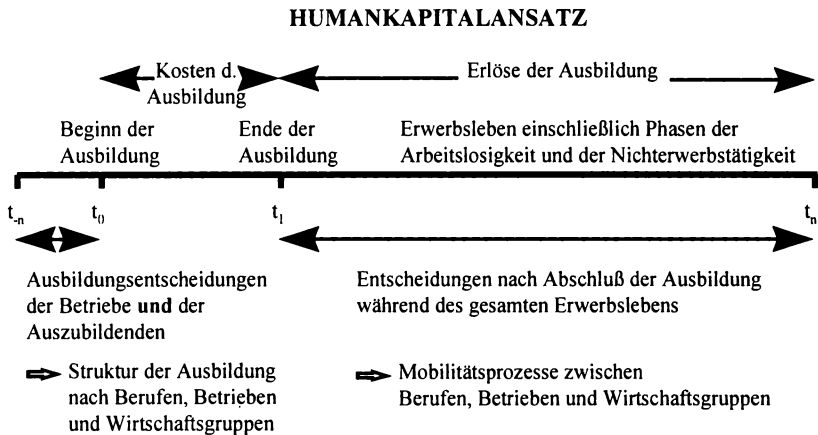 HUMANKAPITALANSATZ
Kosten d.
Ausbildung
Erlöse der Ausbildung
Beginn der
Ausbildung
Ende der
Ausbildung
Erwerbsleben einschließlich Phasen der
Arbeitslosigkeit und der Nichterwerbstätigkeit
t-n
t0
t1
tn
Ausbildungsentscheidungen
der Betriebe und der
Auszubildenden
Entscheidungen nach Abschluß der Ausbildung
während des gesamten Erwerbslebens
Struktur der Ausbildung
nach Berufen, Betrieben
und Wirtschaftsgruppen
Mobilitätsprozesse zwischen
Berufen, Betrieben und Wirtschaftsgruppen